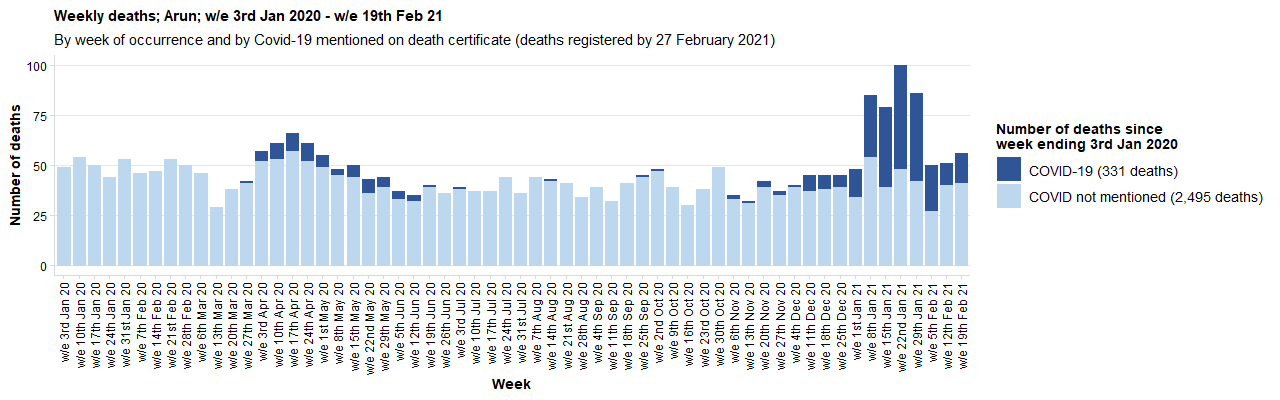 Weekly deaths; Arun; w/e 3rd Jan 2020 - w/e 19th Feb 21
By week of occurrence and by Covid-19 mentioned on death certificate (deaths registered by 27 February 2021)
Number of deaths
100
75
50
25
0
w/e 3rd Jan 20
w/e 10th Jan 20
w/e 17th Jan 20
w/e 24th Jan 20
w/e 31st Jan 20
w/e 7th Feb 20
w/e 14th Feb 20
w/e 21st Feb 20
w/e 28th Feb 20
w/e 6th Mar 20
w/e 13th Mar 20
w/e 20th Mar 20
w/e 27th Mar 20
w/e 3rd Apr 20
w/e 10th Apr 20
w/e 17th Apr 20
w/e 24th Apr 20
w/e 1st May 20
w/e 8th May 20
w/e 15th May 20
w/e 22nd May 20
w/e 29th May 20
w/e 5th Jun 20
w/e 12th Jun 20
w/e 19th Jun 20
w/e 26th Jun 20
w/e 3rd Jul 20
w/e 10th Jul 20
w/e 17th Jul 20
w/e 24th Jul 20
w/e 31st Jul 20
w/e 7th Aug 20
w/e 14th Aug 20
w/e 21st Aug 20
w/e 28th Aug 20
w/e 4th Sep 20
w/e 11th Sep 20
w/e 18th Sep 20
w/e 25th Sep 20
w/e 2nd Oct 20
w/e 9th Oct 20
w/e 16th Oct 20
w/e 23rd Oct 20
w/e 30th Oct 20
w/e 6th Nov 20
w/e 13th Nov 20
w/e 20th Nov 20
w/e 27th Nov 20
w/e 4th Dec 20
w/e 11th Dec 20
w/e 18th Dec 20
w/e 25th Dec 20
w/e 1st Jan 21
w/e 8th Jan 21
w/e 15th Jan 21
w/e 22nd Jan 21
w/e 29th Jan 21
w/e 5th Feb 21
w/e 12th Feb 21
w/e 19th Feb 21
Week
Number of deaths since
week ending 3rd Jan 2020
COVID-19 (331 deaths)
COVID not mentioned (2,495 deaths)